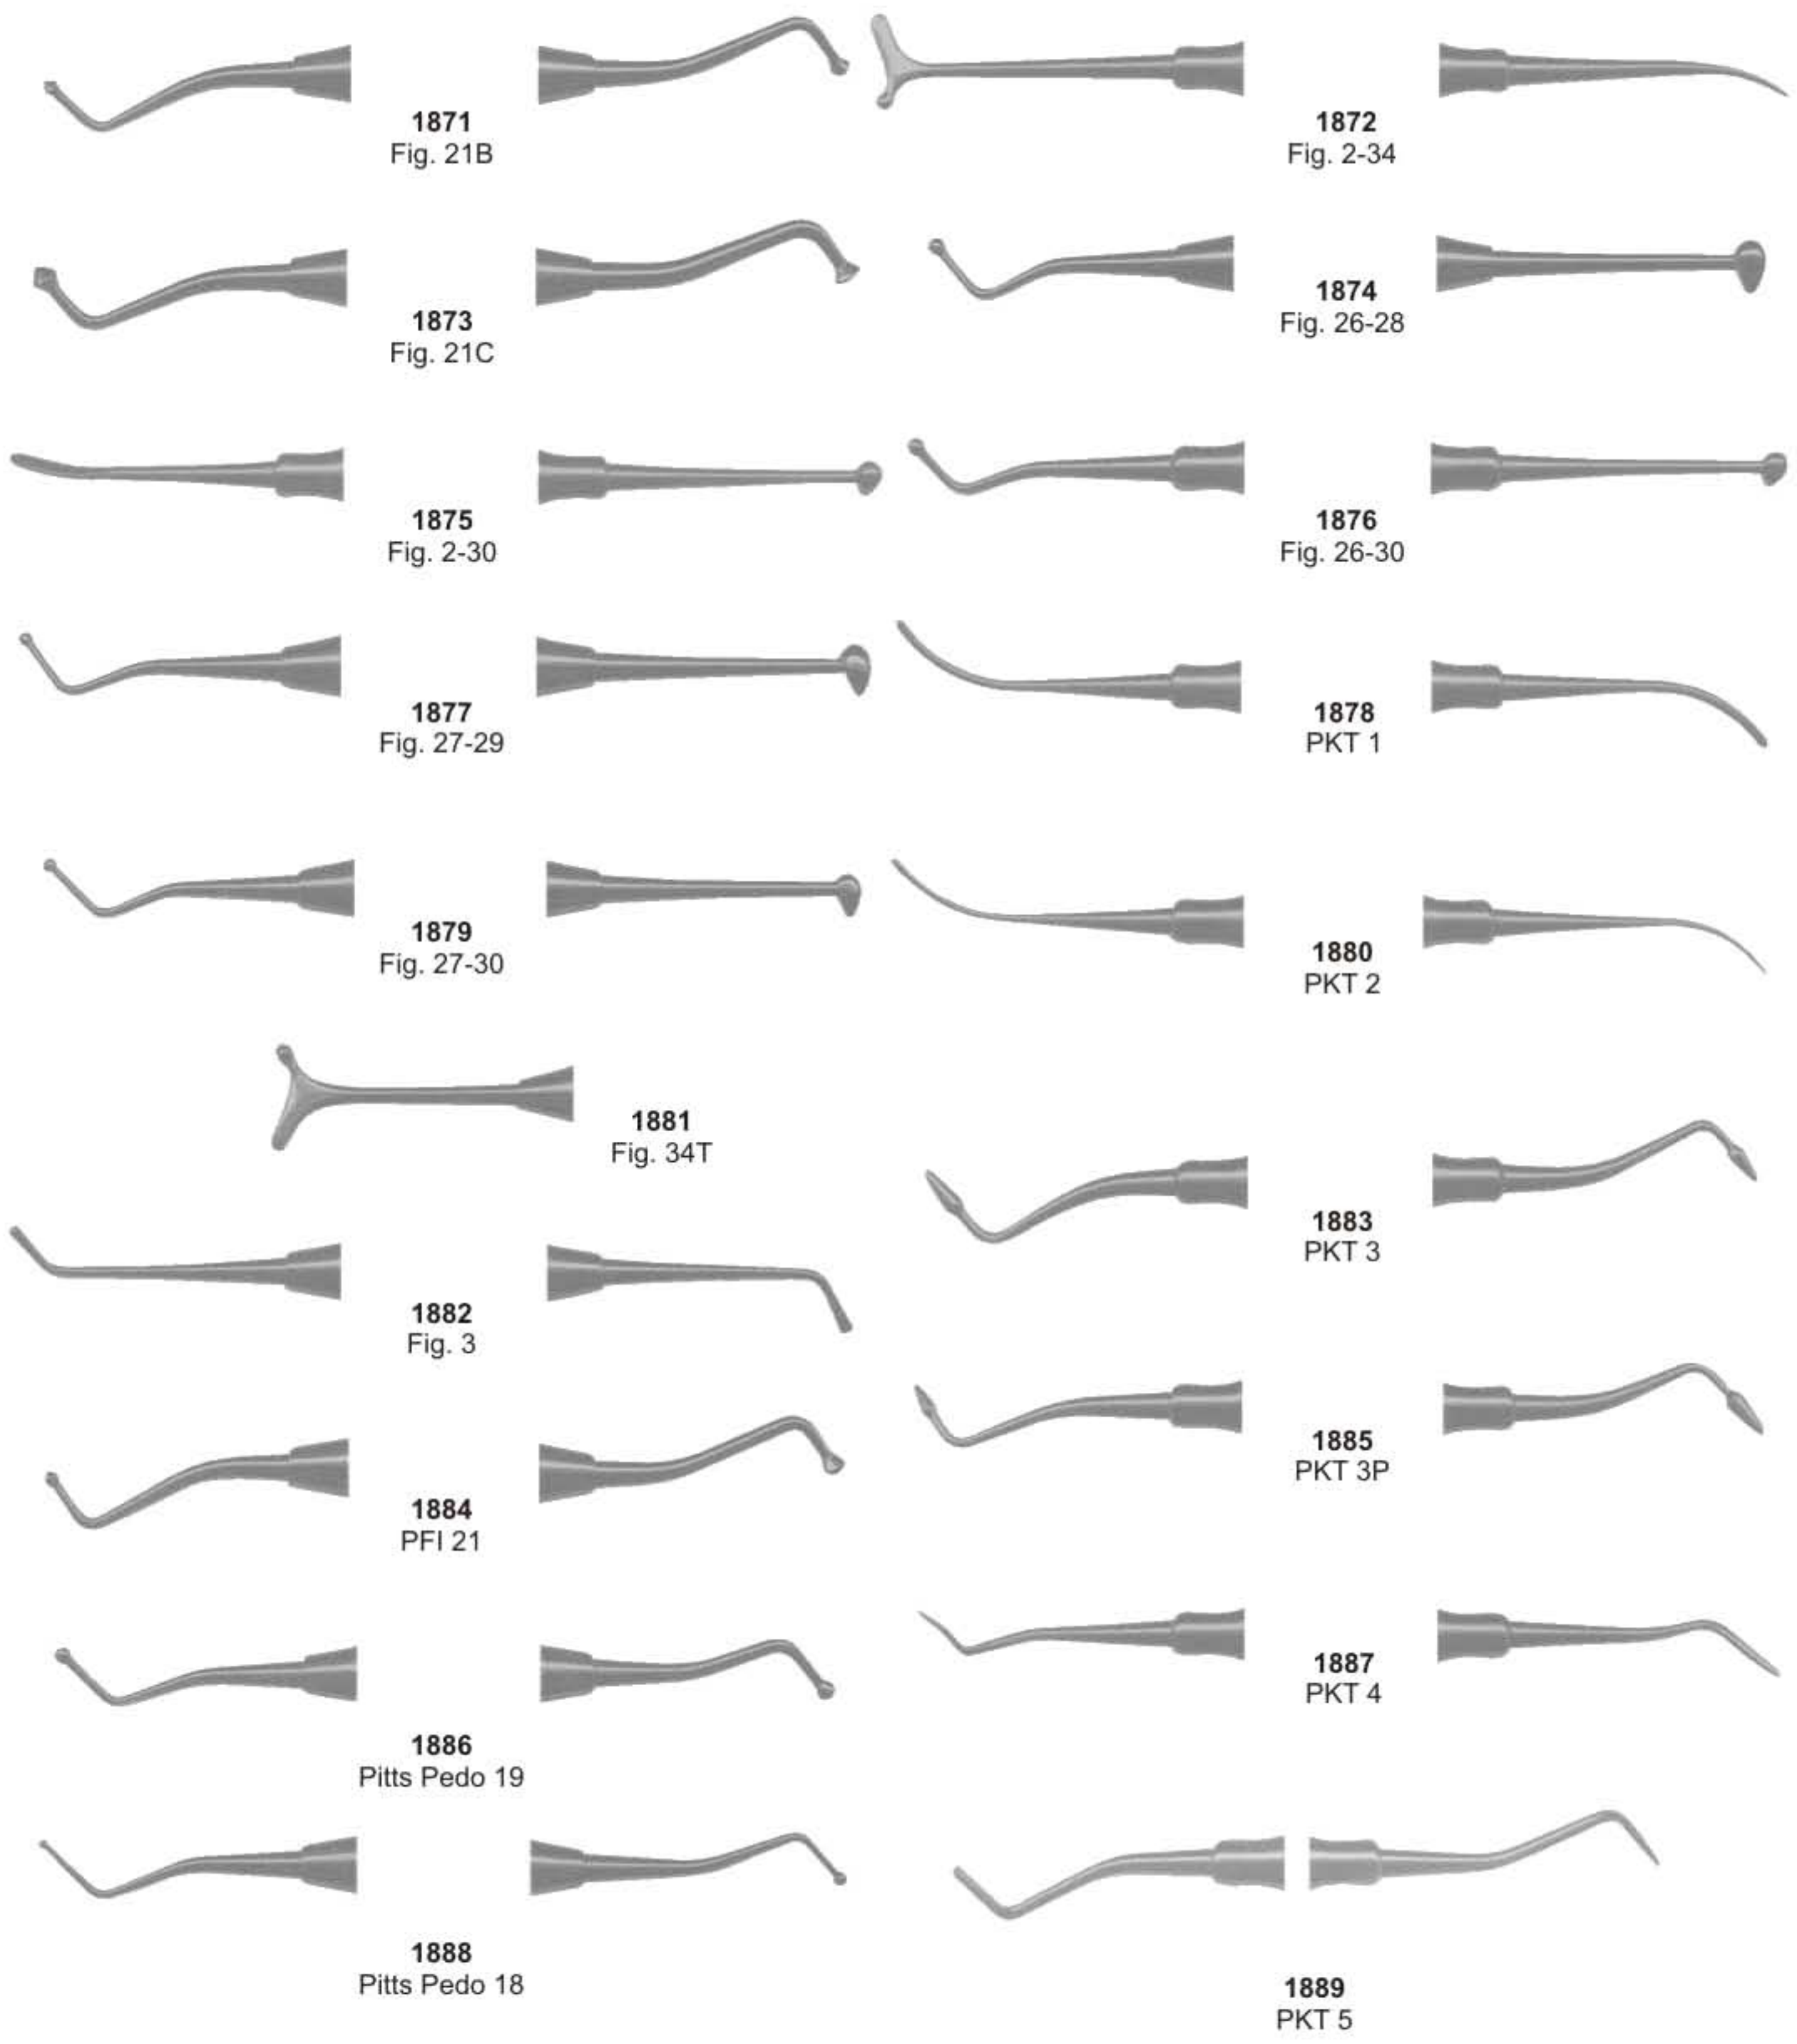 1871
Fig. 21B
1872
Fig. 2-34
1873
Fig. 21C
1874
Fig. 26-28
1875
Fig. 2-30
1876
Fig. 26-30
1877
Fig. 27-29
1878
PKT 1
1879
Fig. 27-30
1880
PKT 2
1881
Fig. 34T
1882
Fig. 3
1883
PKT 3
1884
PFI 21
1885
PKT 3P
1886
Pitts Pedo 19
1887
PKT 4
1888
Pitts Pedo 18
1889
PKT 5